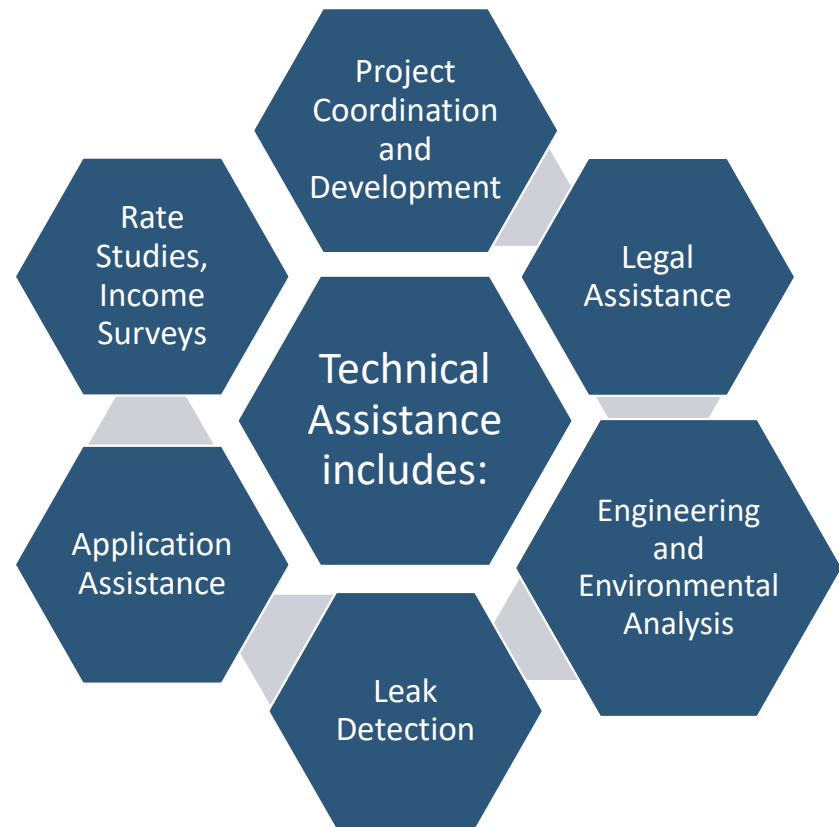 Project
Coordination
and
Development
Legal
Assistance
Engineering
and
Environmental
Analysis
Leak
Detection
Application
Assistance
Rate
Studies,
Income
Surveys
Technical
Assistance
includes: